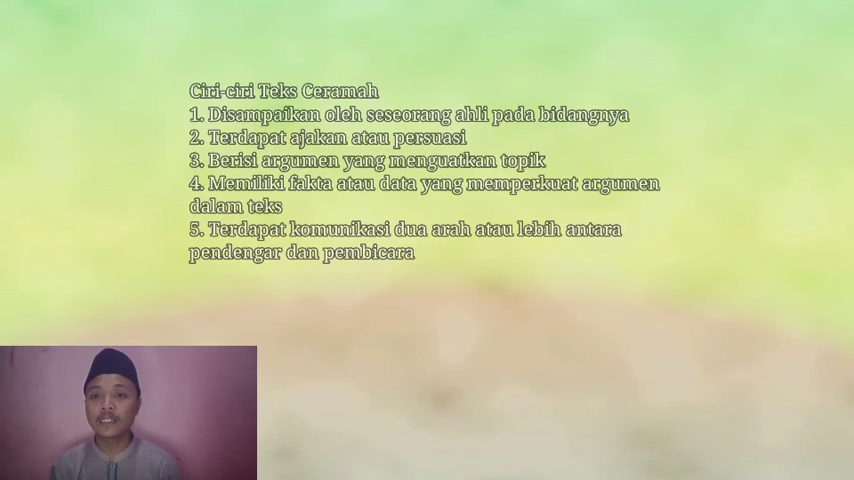 Ciri-ciri Teks Ceramah
1. Disampaikan oleh seseorang ahli pada bidangnya
2. Terdapat ajakan atau persuasi
3. Berisi argumen yang menguatkan topik
4. Memiliki fakta atau data yang memperkuat argumen
dalam teks
5. Terdapat komunikasi dua arah atau lebih antara
pendengar dan pembicara